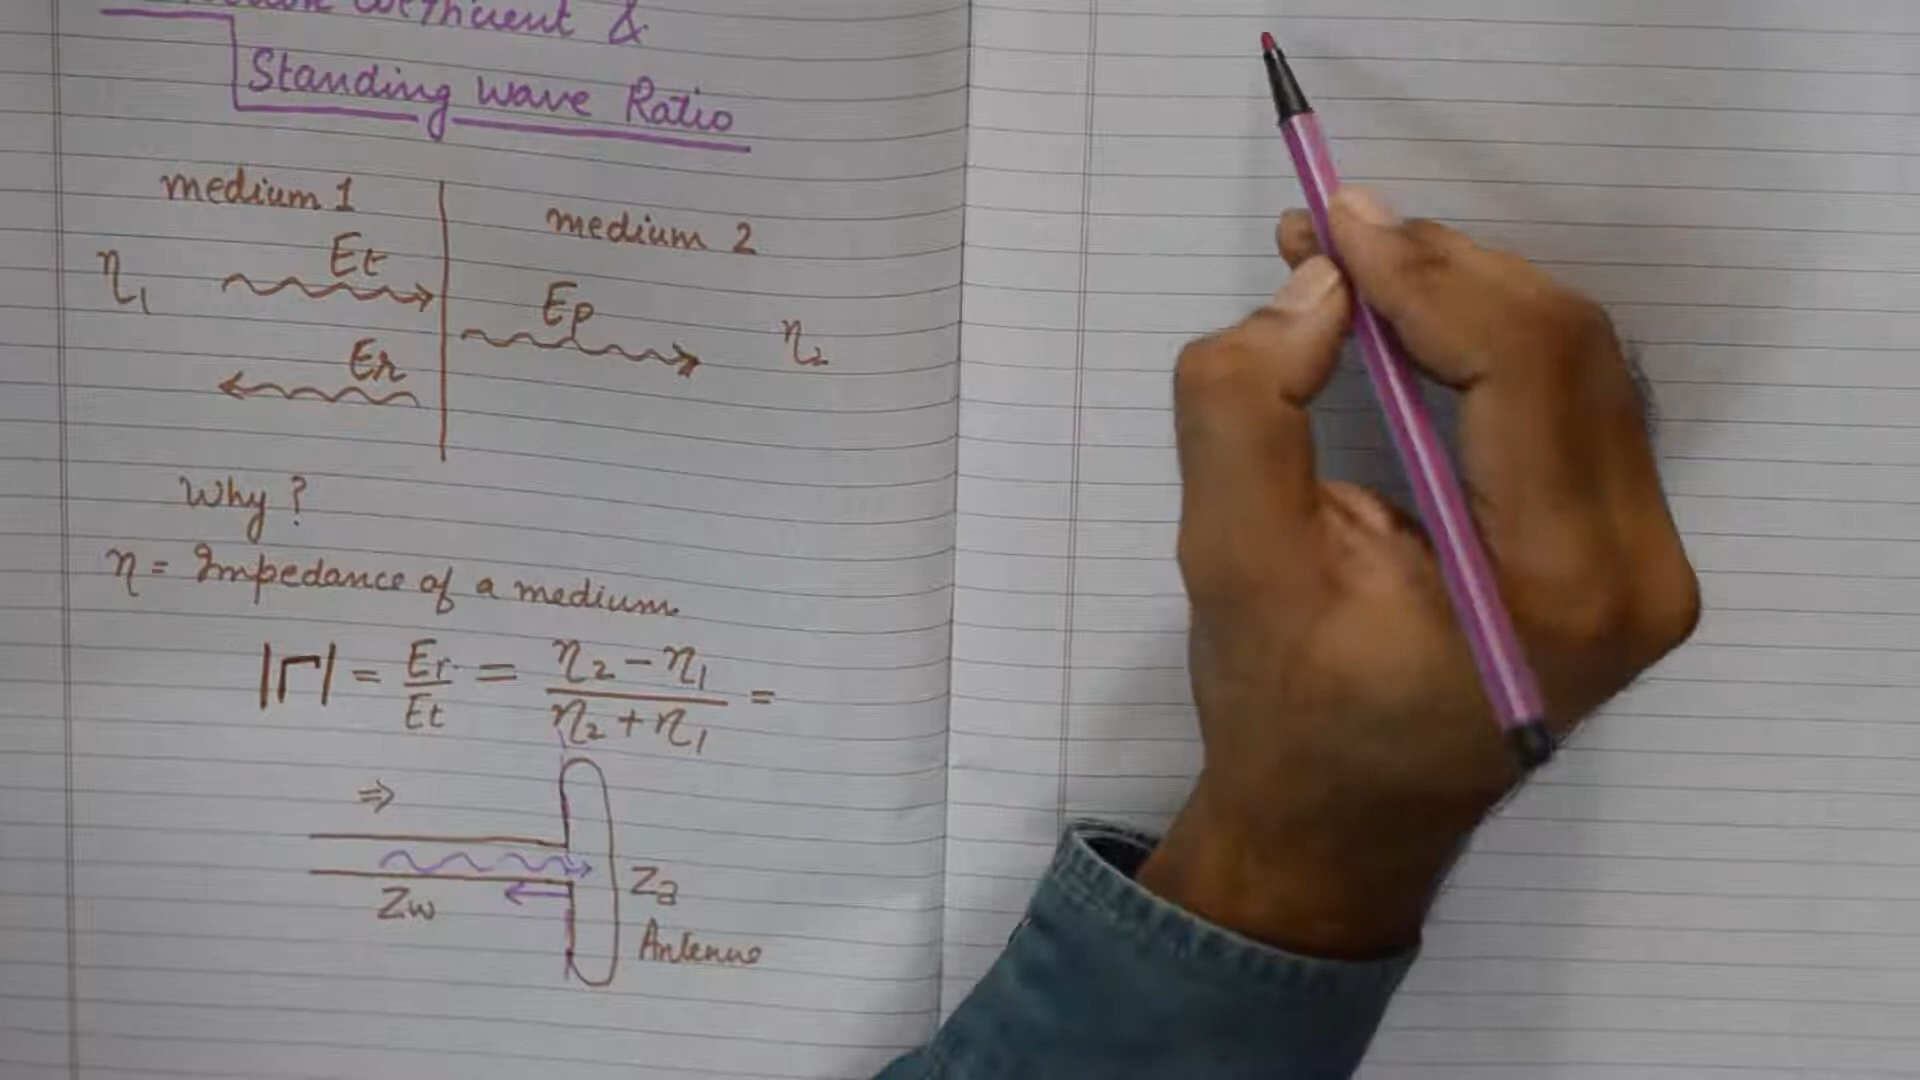 Coefficient &
Standing wave Ratio
medium 1
medium 2
η1
Et
Ep
η2
Er
Why?
η = Impedance of a medium.
|Γ| = Er/Et = (η2 - η1)/(η2 + η1) =
⇒
Zw
Za
Antenna